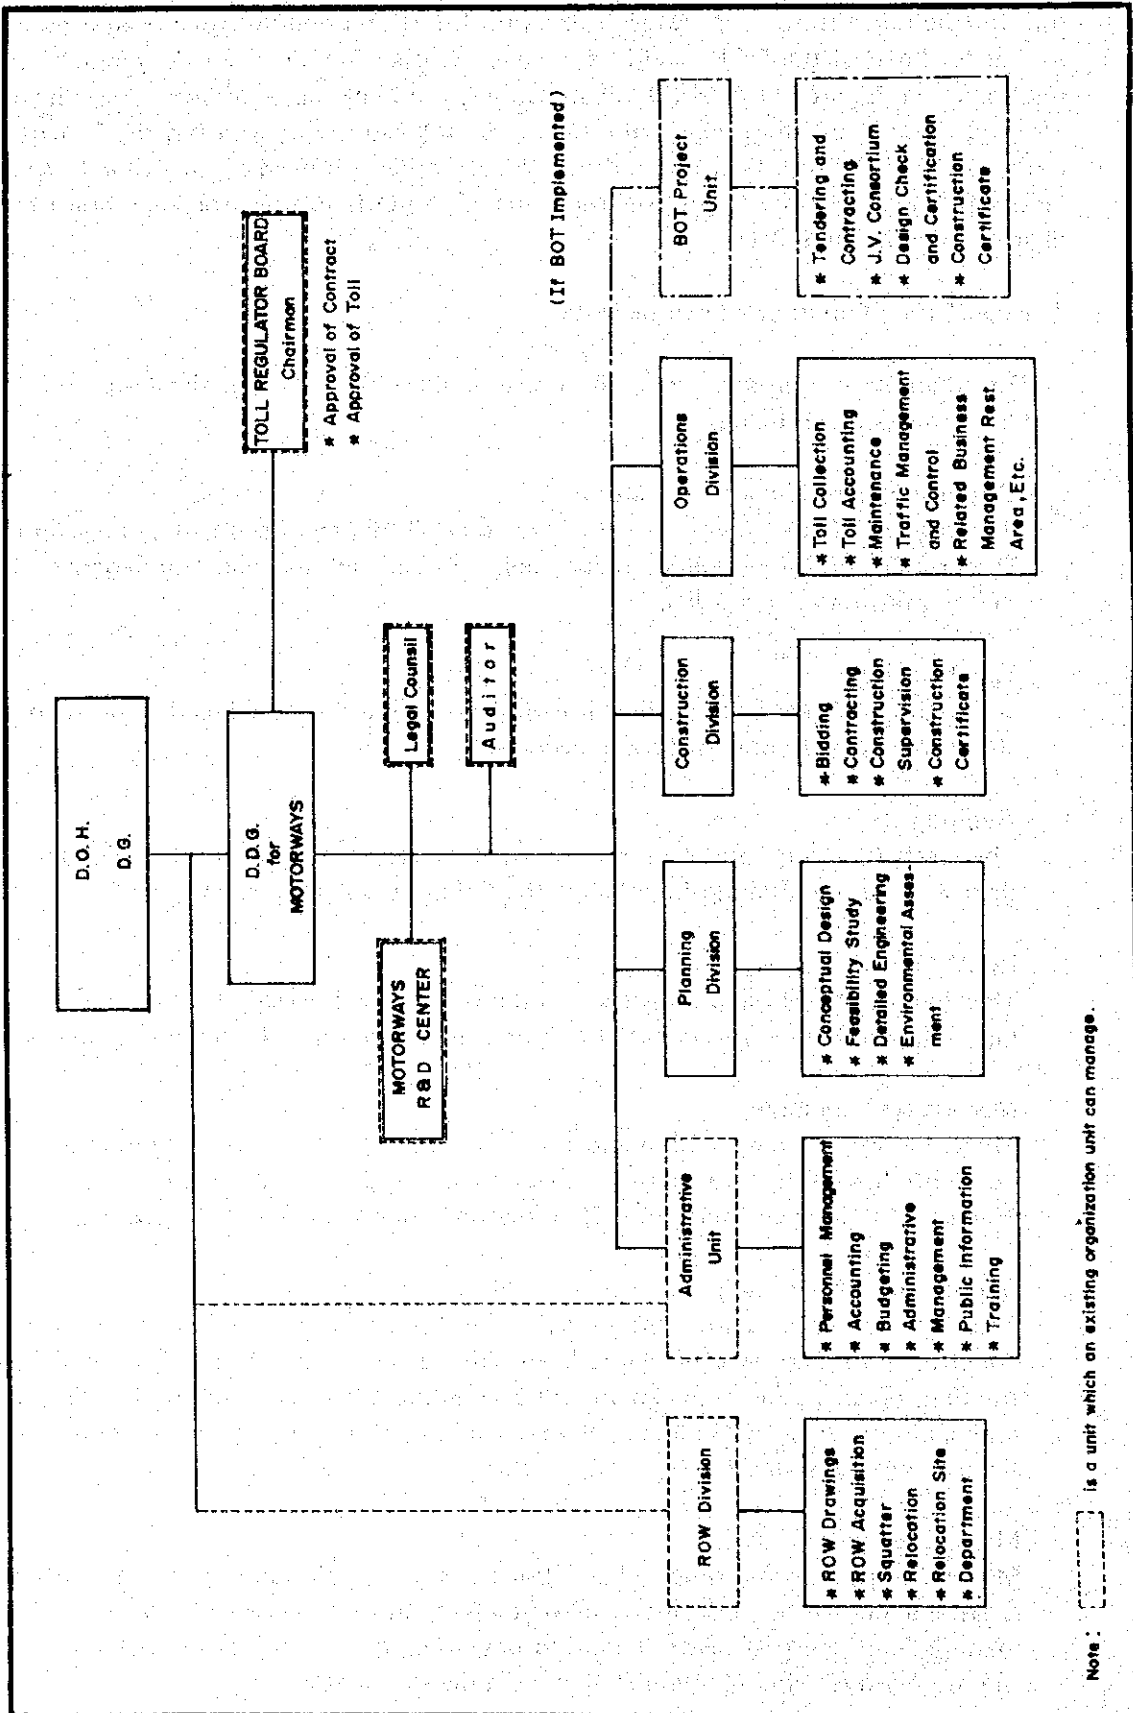 D.O.H.
D.G.
D.D.G.
for
MOTORWAYS
TOLL REGULATOR BOARD
Chairman
* Approval of Contract
* Approval of Toll
MOTORWAYS
R&D CENTER
Legal Counsil
Auditor
(If BOT Implemented)
ROW Division
* ROW Drawings
* ROW Acquisition
* Squatter
* Relocation
* Relocation Site
* Department
Administrative
Unit
* Personnel Management
* Accounting
* Budgeting
* Administrative
* Management
* Public Information
* Training
Planning
Division
* Conceptual Design
* Feasibility Study
* Detailed Engineering
* Environmental Asses-
ment
Construction
Division
* Bidding
* Contracting
* Construction
Supervision
* Construction
Certificate
Operations
Division
* Toll Collection
* Toll Accounting
* Maintenance
* Traffic Management
and Control
* Related Business
Management Rest
Area, Etc.
BOT Project
Unit
* Tendering and
Contracting
* J.V. Consortium
* Design Check
and Certification
* Construction
Certificate
Note : is a unit which an existing organization unit can manage.